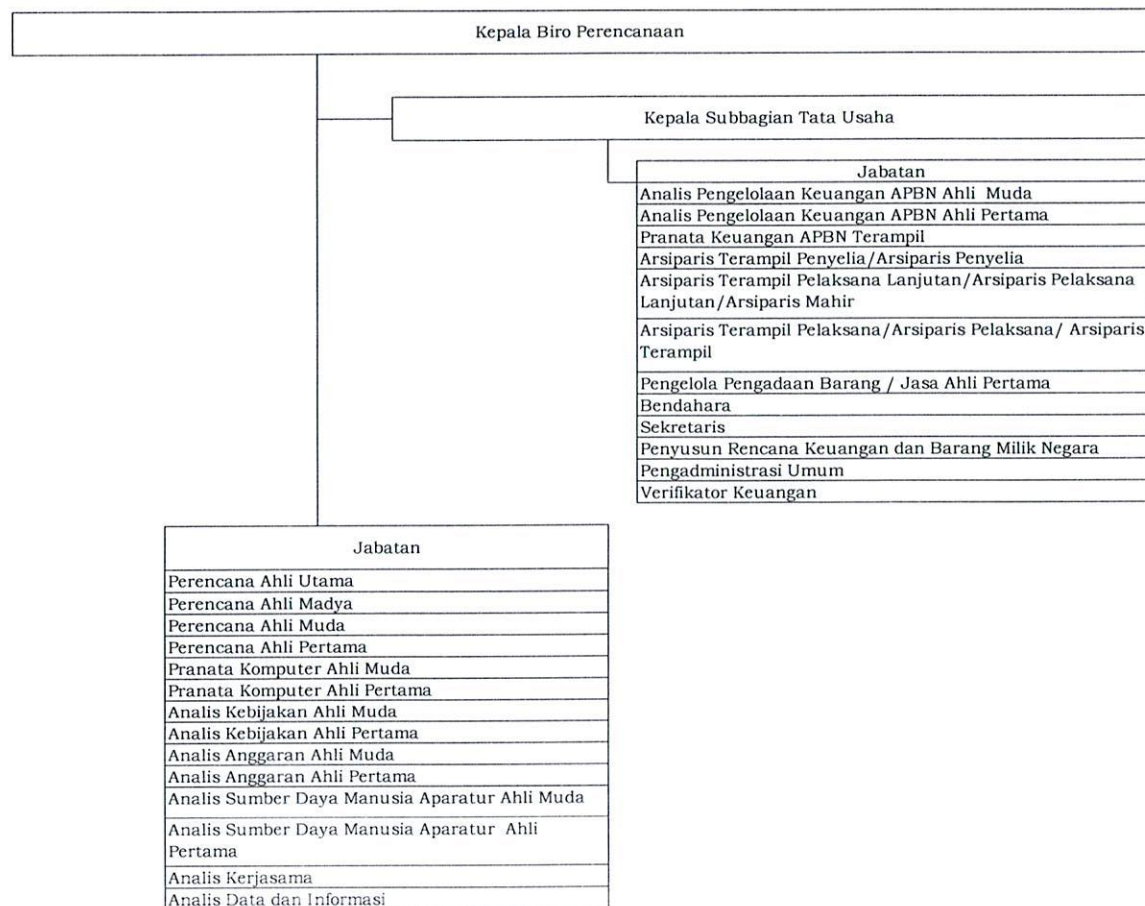 Kepala Biro Perencanaan
Kepala Subbagian Tata Usaha
Jabatan
Analis Pengelolaan Keuangan APBN Ahli Muda
Analis Pengelolaan Keuangan APBN Ahli Pertama
Pranata Keuangan APBN Terampil
Arsiparis Terampil Penyelia/Arsiparis Penyelia
Arsiparis Terampil Pelaksana Lanjutan/Arsiparis Pelaksana
Lanjutan/Arsiparis Mahir
Arsiparis Terampil Pelaksana/Arsiparis Pelaksana/ Arsiparis
Terampil
Pengelola Pengadaan Barang / Jasa Ahli Pertama
Bendahara
Sekretaris
Penyusun Rencana Keuangan dan Barang Milik Negara
Pengadministrasi Umum
Verifikator Keuangan
Jabatan
Perencana Ahli Utama
Perencana Ahli Madya
Perencana Ahli Muda
Perencana Ahli Pertama
Pranata Komputer Ahli Muda
Pranata Komputer Ahli Pertama
Analis Kebijakan Ahli Muda
Analis Kebijakan Ahli Pertama
Analis Anggaran Ahli Muda
Analis Anggaran Ahli Pertama
Analis Sumber Daya Manusia Aparatur Ahli Muda
Analis Sumber Daya Manusia Aparatur Ahli
Pertama
Analis Kerjasama
Analis Data dan Informasi